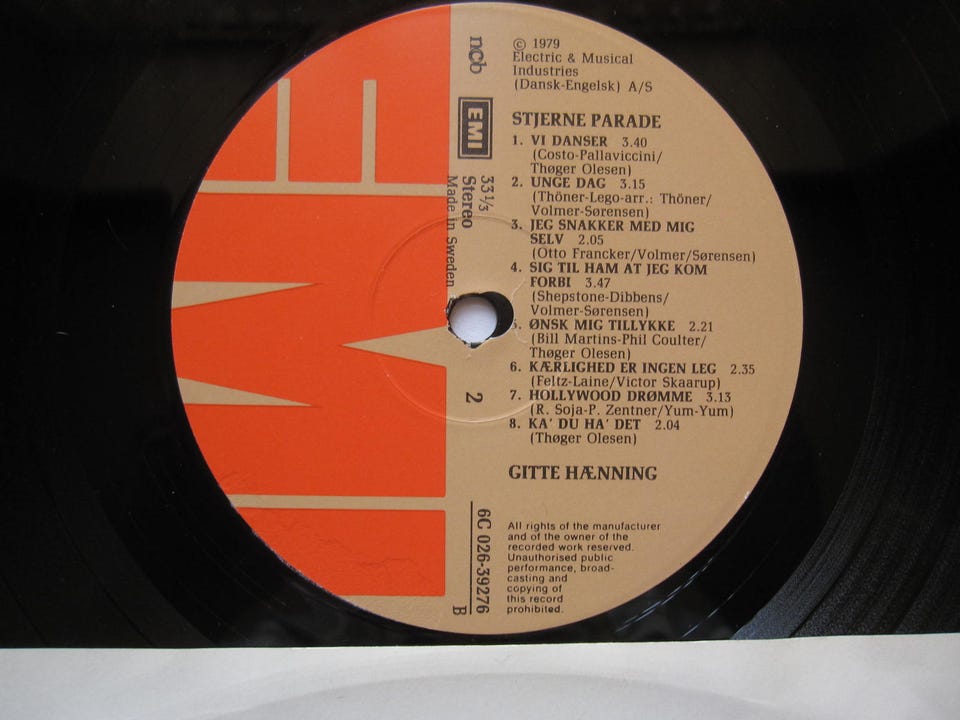 © 1979
Electric & Musical
Industries
(Dansk-Engelsk) A/S
ncb
EMI
33 1/3
Stereo
Made in Sweden
STJERNE PARADE
1. VI DANSER 3.40
(Costo-Pallaviccini/
Thøger Olesen)
2. UNGE DAG 3.15
(Thöner-Lego-arr.: Thöner/
Volmer-Sørensen)
3. JEG SNAKKER MED MIG
SELV 2.05
(Otto Francker/Volmer/Sørensen)
4. SIG TIL HAM AT JEG KOM
FORBI 3.47
(Shepstone-Dibbens/
Volmer-Sørensen)
5. ØNSK MIG TILLYKKE 2.21
(Bill Martins-Phil Coulter/
Thøger Olesen)
6. KÆRLIGHED ER INGEN LEG 2.35
(Feltz-Laine/Victor Skaarup)
7. HOLLYWOOD DRØMME 3.13
(R. Soja-P. Zentner/Yum-Yum)
8. KA' DU HA' DET 2.04
(Thøger Olesen)
2
GITTE HÆNNING
6C 026-39276
B
All rights of the manufacturer
and of the owner of the
recorded work reserved.
Unauthorised public
performance, broad-
casting and
copying of
this record
prohibited.